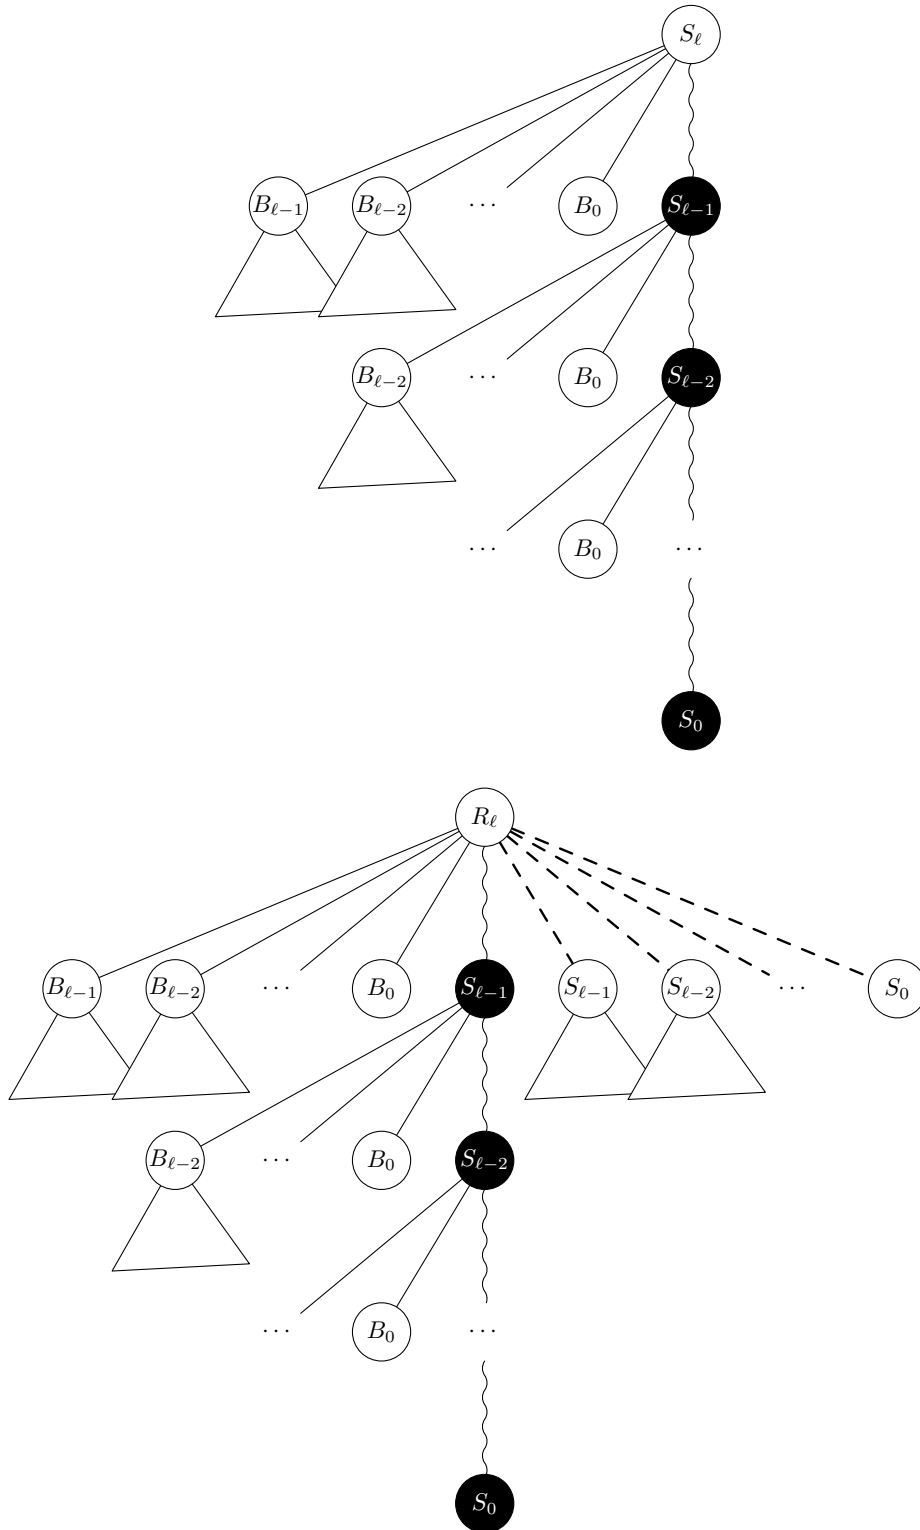 S_ℓ
B_{ℓ−1} B_{ℓ−2} ⋯ B_0 S_{ℓ−1}
B_{ℓ−2} ⋯ B_0 S_{ℓ−2}
⋯ B_0 ⋯
S_0
R_ℓ
B_{ℓ−1} B_{ℓ−2} ⋯ B_0 S_{ℓ−1} S_{ℓ−1} S_{ℓ−2} ⋯ S_0
B_{ℓ−2} ⋯ B_0 S_{ℓ−2}
⋯ B_0 ⋯
S_0